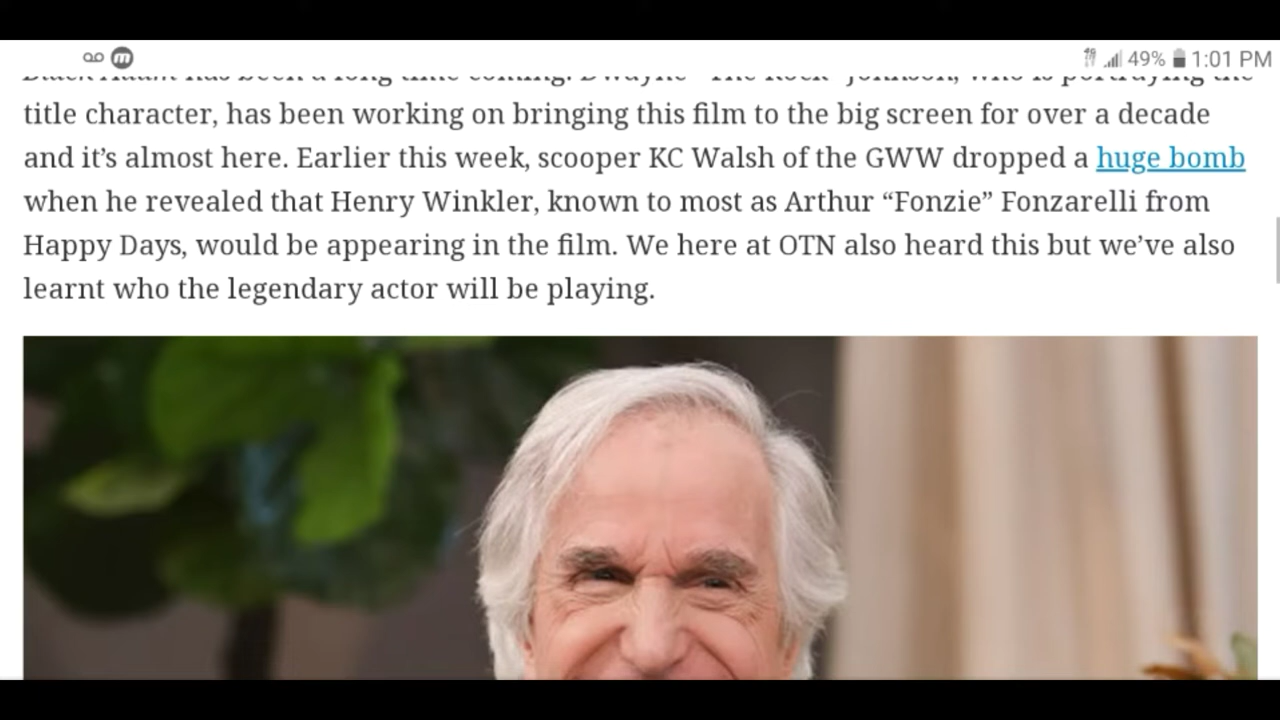 49% 1:01 PM
title character, has been working on bringing this film to the big screen for over a decade
and it’s almost here. Earlier this week, scooper KC Walsh of the GWW dropped a huge bomb
when he revealed that Henry Winkler, known to most as Arthur “Fonzie” Fonzarelli from
Happy Days, would be appearing in the film. We here at OTN also heard this but we’ve also
learnt who the legendary actor will be playing.